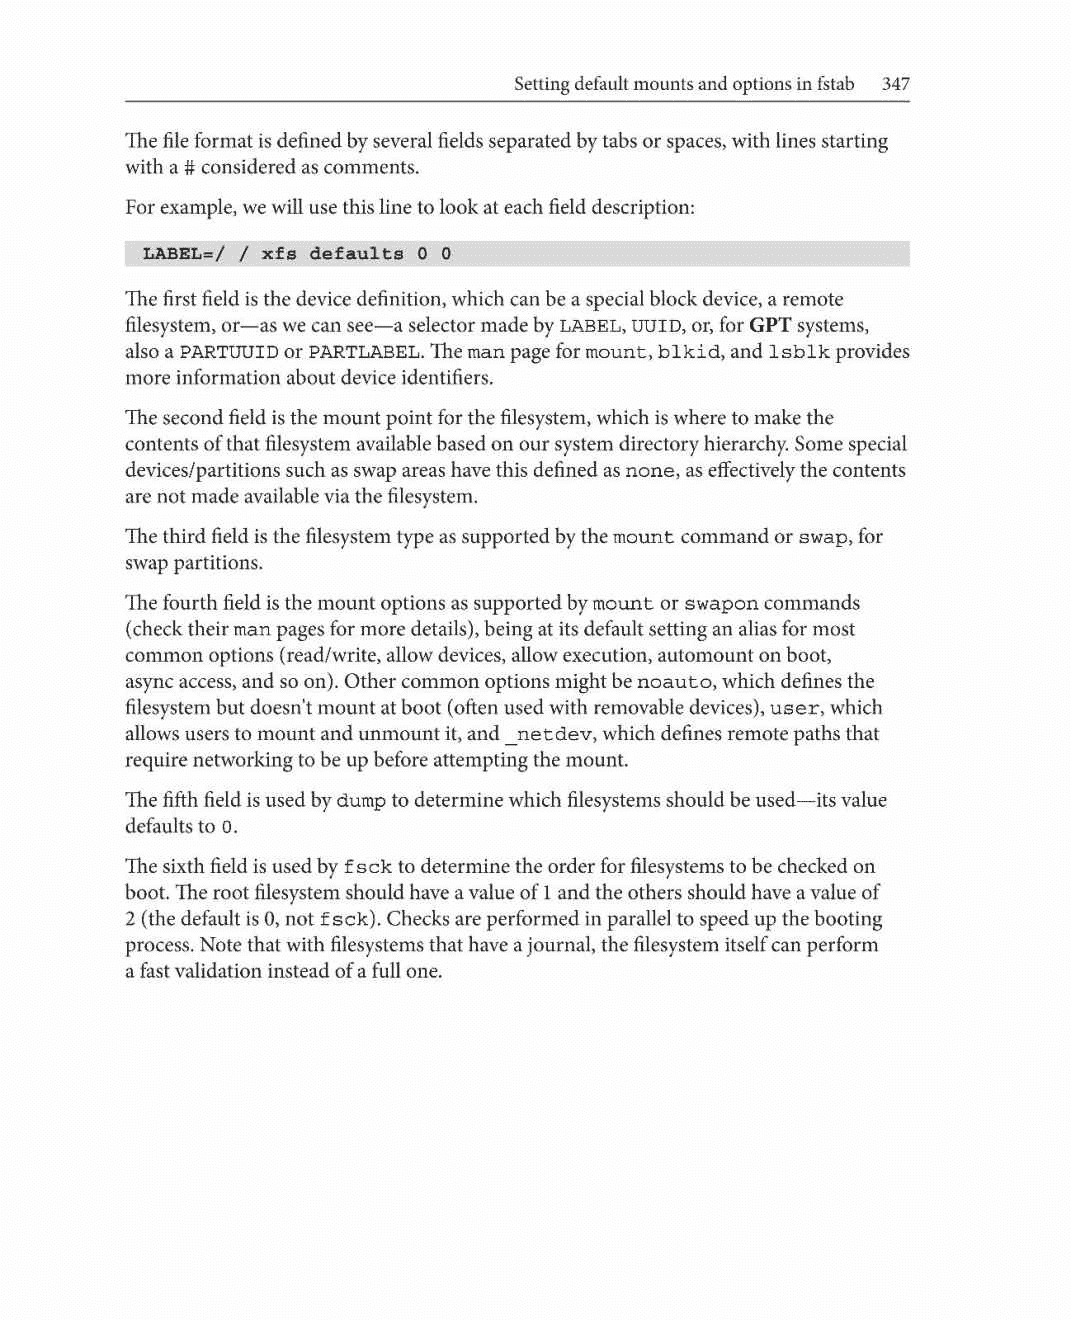 Setting default mounts and options in fstab 347
The file format is defined by several fields separated by tabs or spaces, with lines starting
with a # considered as comments.
For example, we will use this line to look at each field description:
LABEL=/ / xfs defaults 0 0
The first field is the device definition, which can be a special block device, a remote
filesystem, or—as we can see—a selector made by LABEL, UUID, or, for GPT systems,
also a PARTUUID or PARTLABEL. The man page for mount, blkid, and lsblk provides
more information about device identifiers.
The second field is the mount point for the filesystem, which is where to make the
contents of that filesystem available based on our system directory hierarchy. Some special
devices/partitions such as swap areas have this defined as none, as effectively the contents
are not made available via the filesystem.
The third field is the filesystem type as supported by the mount command or swap, for
swap partitions.
The fourth field is the mount options as supported by mount or swapon commands
(check their man pages for more details), being at its default setting an alias for most
common options (read/write, allow devices, allow execution, automount on boot,
async access, and so on). Other common options might be noauto, which defines the
filesystem but doesn't mount at boot (often used with removable devices), user, which
allows users to mount and unmount it, and _netdev, which defines remote paths that
require networking to be up before attempting the mount.
The fifth field is used by dump to determine which filesystems should be used—its value
defaults to 0.
The sixth field is used by fsck to determine the order for filesystems to be checked on
boot. The root filesystem should have a value of 1 and the others should have a value of
2 (the default is 0, not fsck). Checks are performed in parallel to speed up the booting
process. Note that with filesystems that have a journal, the filesystem itself can perform
a fast validation instead of a full one.